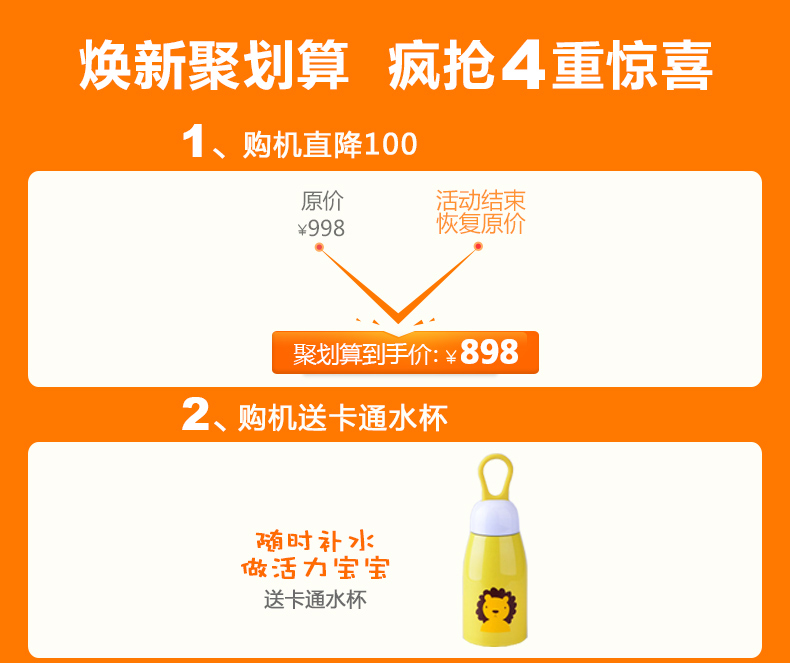 焕新聚划算 疯抢4重惊喜
1、购机直降100
原价
¥998
活动结束
恢复原价
聚划算到手价: ¥898
2、购机送卡通水杯
随时补水
做活力宝宝
送卡通水杯